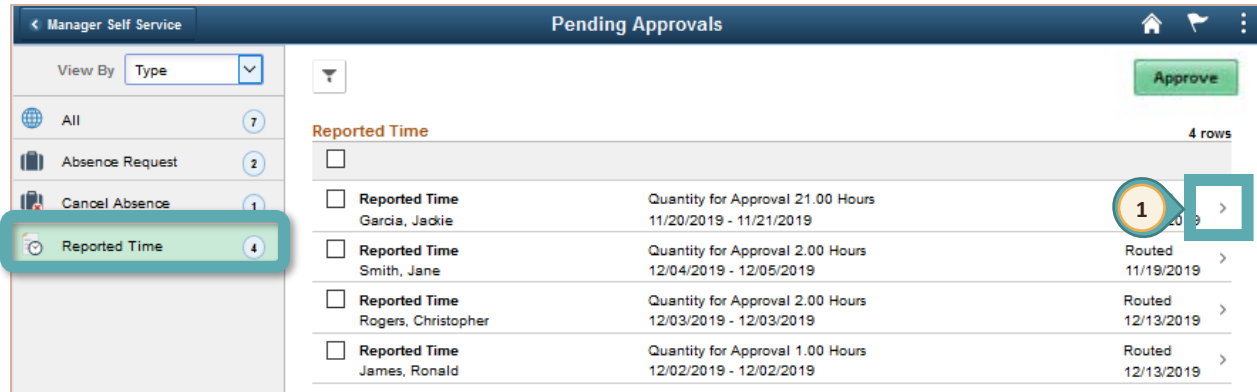 Manager Self Service
Pending Approvals
View By Type
Approve
All 7
Absence Request 2
Cancel Absence 1
Reported Time 4
Reported Time
4 rows
Reported Time Quantity for Approval 21.00 Hours
Garcia, Jackie 11/20/2019 - 11/21/2019
1
Reported Time Quantity for Approval 2.00 Hours Routed
Smith, Jane 12/04/2019 - 12/05/2019 11/19/2019
Reported Time Quantity for Approval 2.00 Hours Routed
Rogers, Christopher 12/03/2019 - 12/03/2019 12/13/2019
Reported Time Quantity for Approval 1.00 Hours Routed
James, Ronald 12/02/2019 - 12/02/2019 12/13/2019